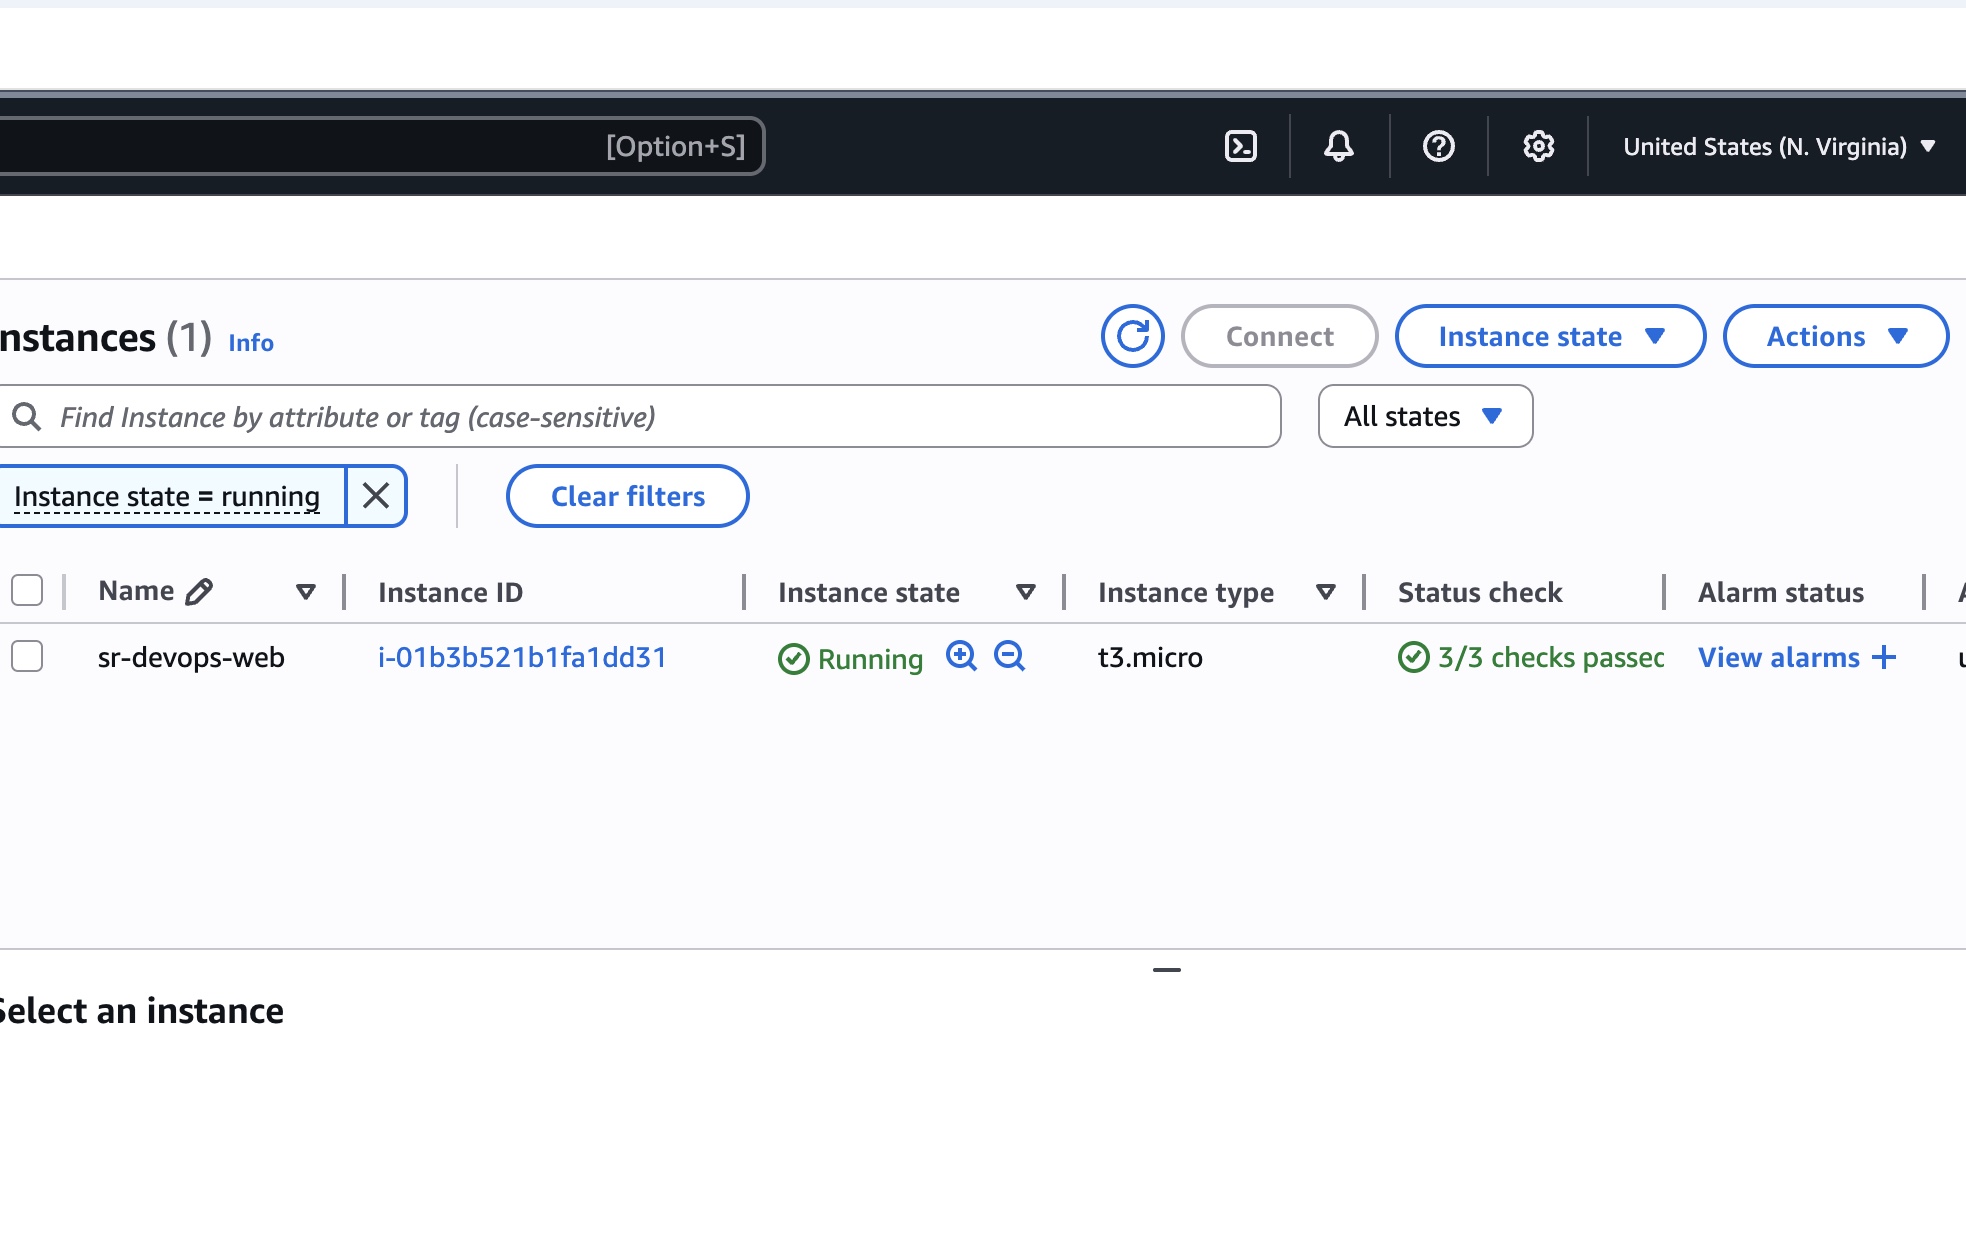 [Option+S] United States (N. Virginia)
nstances (1) Info Connect Instance state Actions
Find Instance by attribute or tag (case-sensitive) All states
Instance state = running Clear filters
Name Instance ID Instance state Instance type Status check Alarm status
sr-devops-web i-01b3b521b1fa1dd31 Running t3.micro 3/3 checks passed View alarms
Select an instance